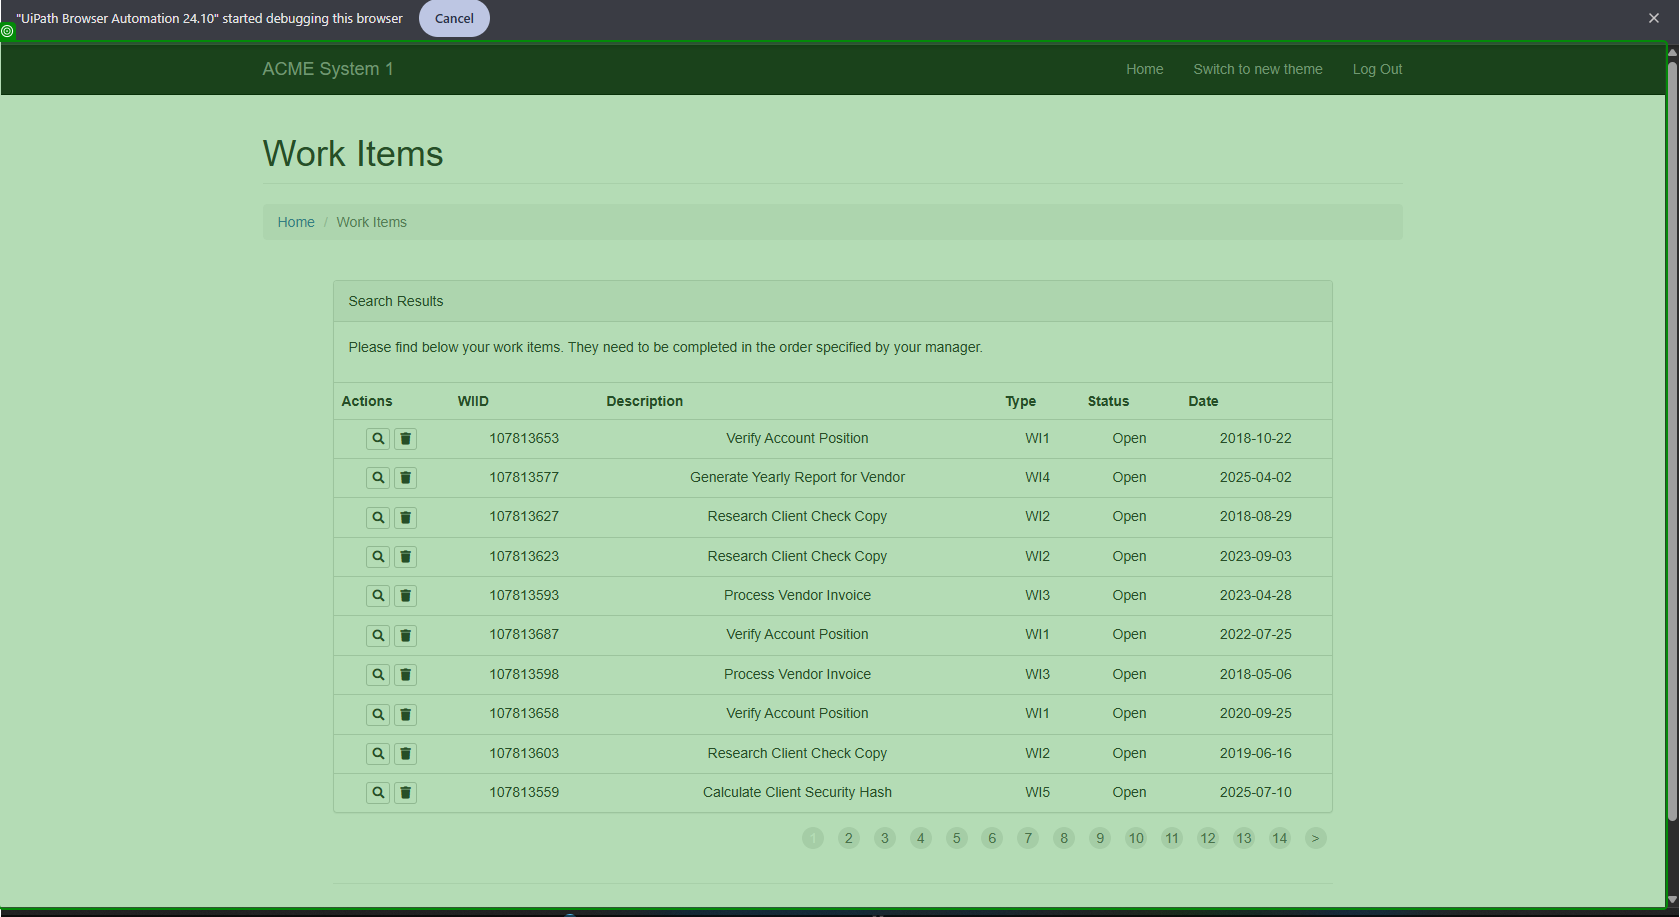 "UiPath Browser Automation 24.10" started debugging this browser Cancel
ACME System 1 Home Switch to new theme Log Out
Work Items
Home / Work Items
Search Results
Please find below your work items. They need to be completed in the order specified by your manager.
Actions WIID Description Type Status Date
107813653 Verify Account Position WI1 Open 2018-10-22
107813577 Generate Yearly Report for Vendor WI4 Open 2025-04-02
107813627 Research Client Check Copy WI2 Open 2018-08-29
107813623 Research Client Check Copy WI2 Open 2023-09-03
107813593 Process Vendor Invoice WI3 Open 2023-04-28
107813687 Verify Account Position WI1 Open 2022-07-25
107813598 Process Vendor Invoice WI3 Open 2018-05-06
107813658 Verify Account Position WI1 Open 2020-09-25
107813603 Research Client Check Copy WI2 Open 2019-06-16
107813559 Calculate Client Security Hash WI5 Open 2025-07-10
1 2 3 4 5 6 7 8 9 10 11 12 13 14 >